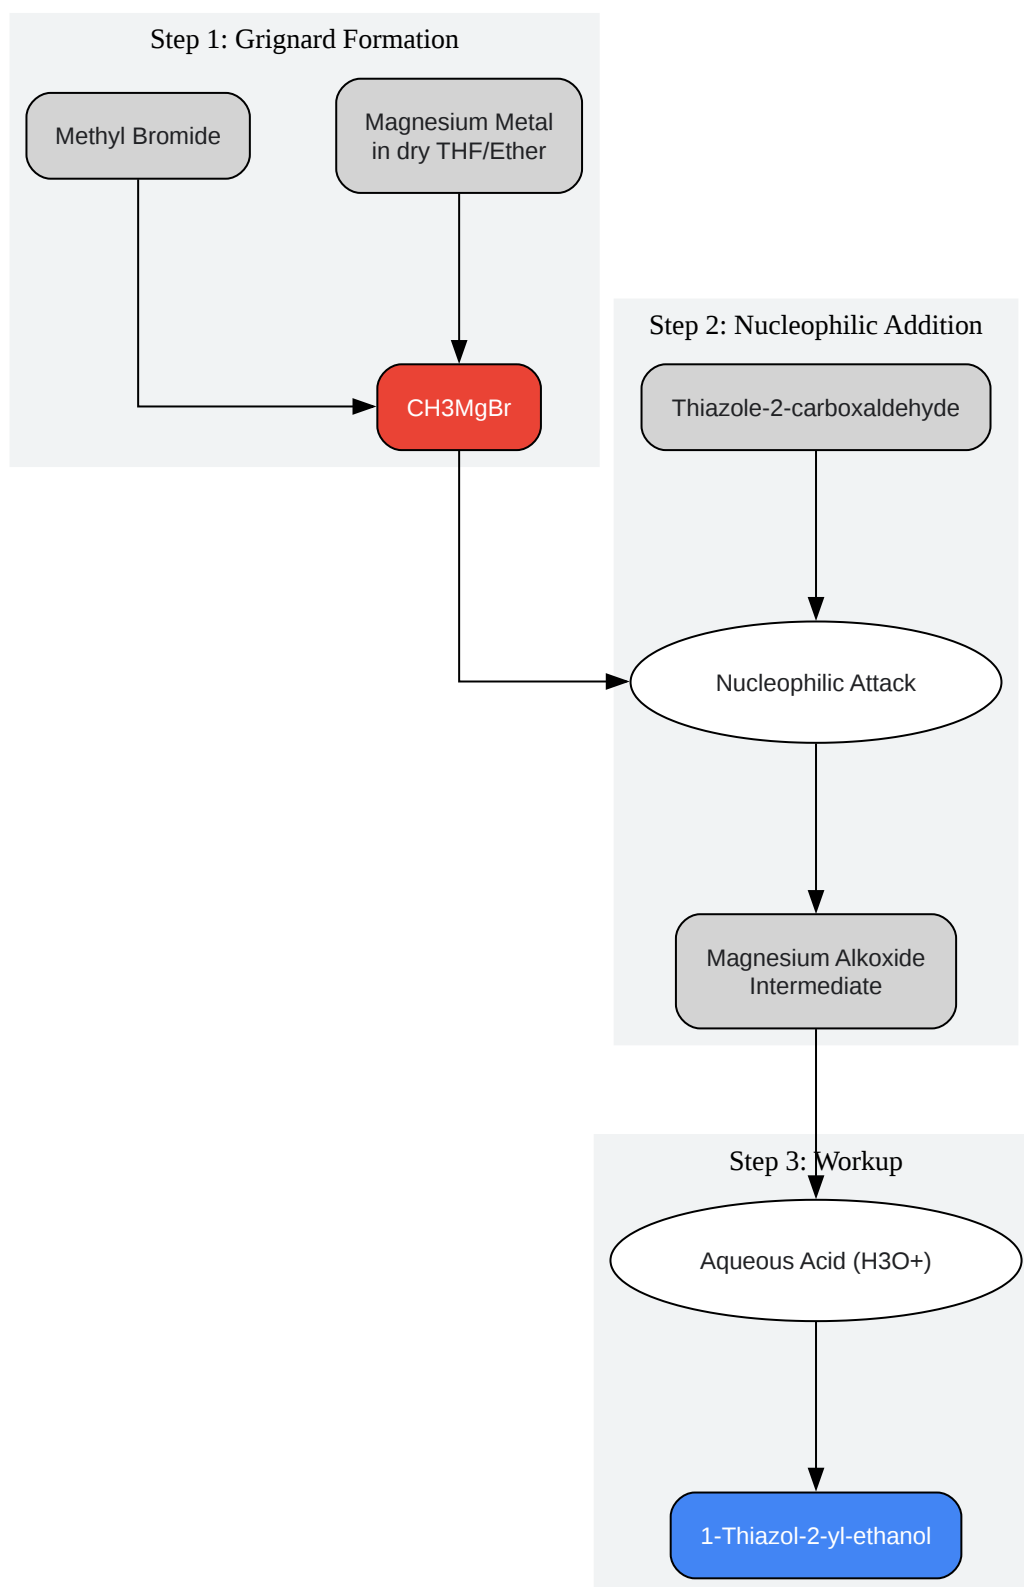 Step 1: Grignard Formation
Methyl Bromide
Magnesium Metal
in dry THF/Ether
CH3MgBr
Step 2: Nucleophilic Addition
Thiazole-2-carboxaldehyde
Nucleophilic Attack
Magnesium Alkoxide
Intermediate
Step 3: Workup
Aqueous Acid (H3O+)
1-Thiazol-2-yl-ethanol